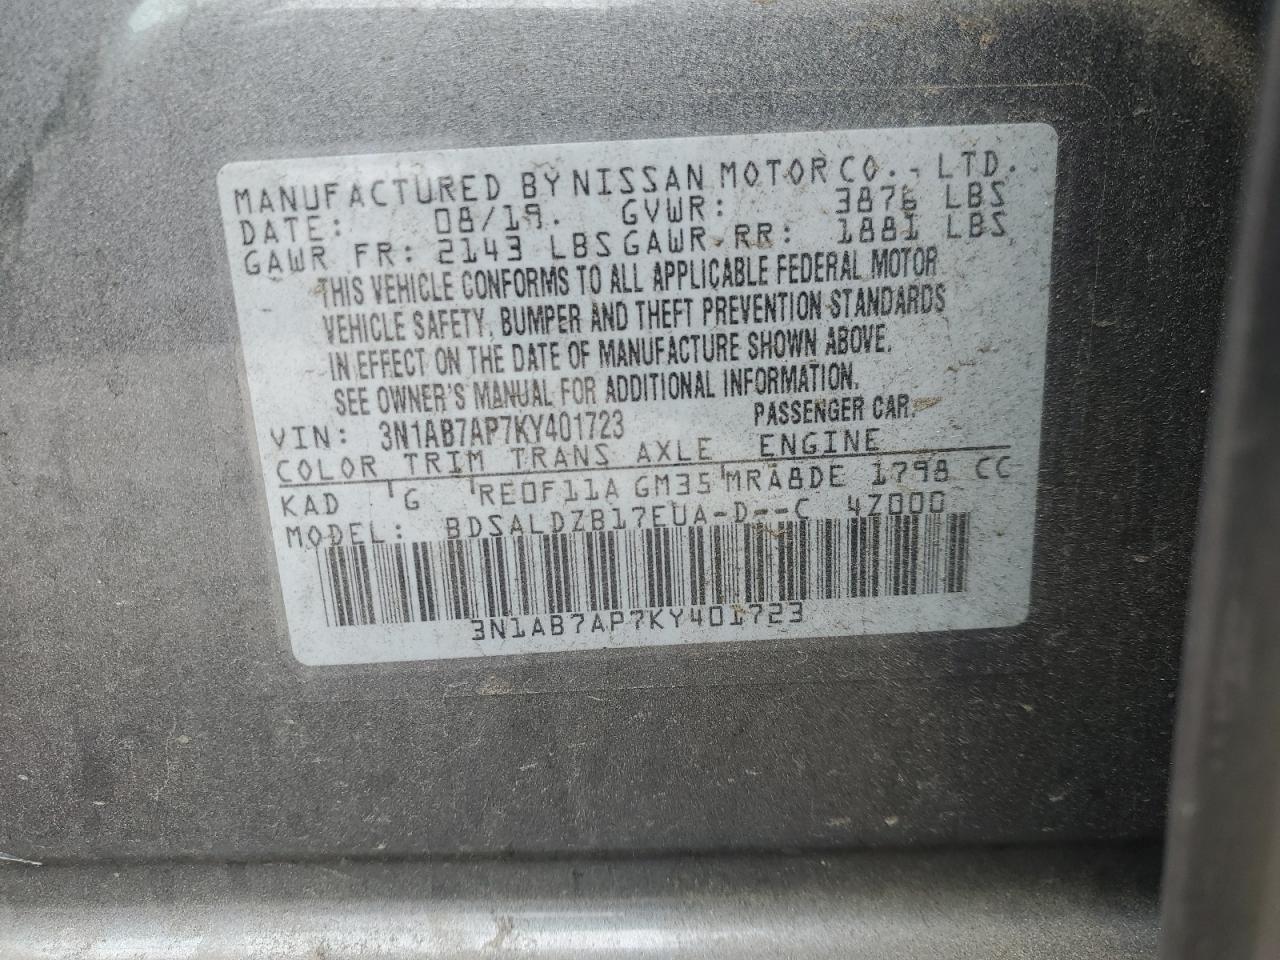 MANUFACTURED BY NISSAN MOTOR CO., LTD.
DATE: 08/19. GVWR: 3876 LBS
GAWR FR: 2143 LBS GAWR RR: 1881 LBS
THIS VEHICLE CONFORMS TO ALL APPLICABLE FEDERAL MOTOR
VEHICLE SAFETY, BUMPER AND THEFT PREVENTION STANDARDS
IN EFFECT ON THE DATE OF MANUFACTURE SHOWN ABOVE.
SEE OWNER'S MANUAL FOR ADDITIONAL INFORMATION.
VIN: 3N1AB7AP7KY401723 PASSENGER CAR.
COLOR TRIM TRANS AXLE ENGINE
KAD G RE0F11A GM35 MRA8DE 1798 CC
MODEL: BDSALDZB17EUA-D--C 4Z000
3N1AB7AP7KY401723